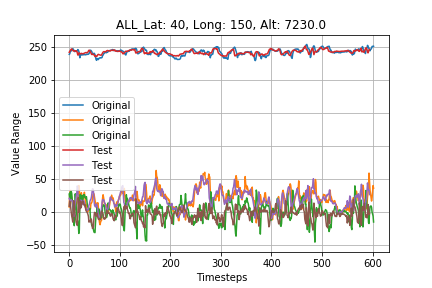 ALL_Lat: 40, Long: 150, Alt: 7230.0
250
200
150
100
50
0
−50
Value Range
Original
Original
Original
Test
Test
Test
0 100 200 300 400 500 600
Timesteps